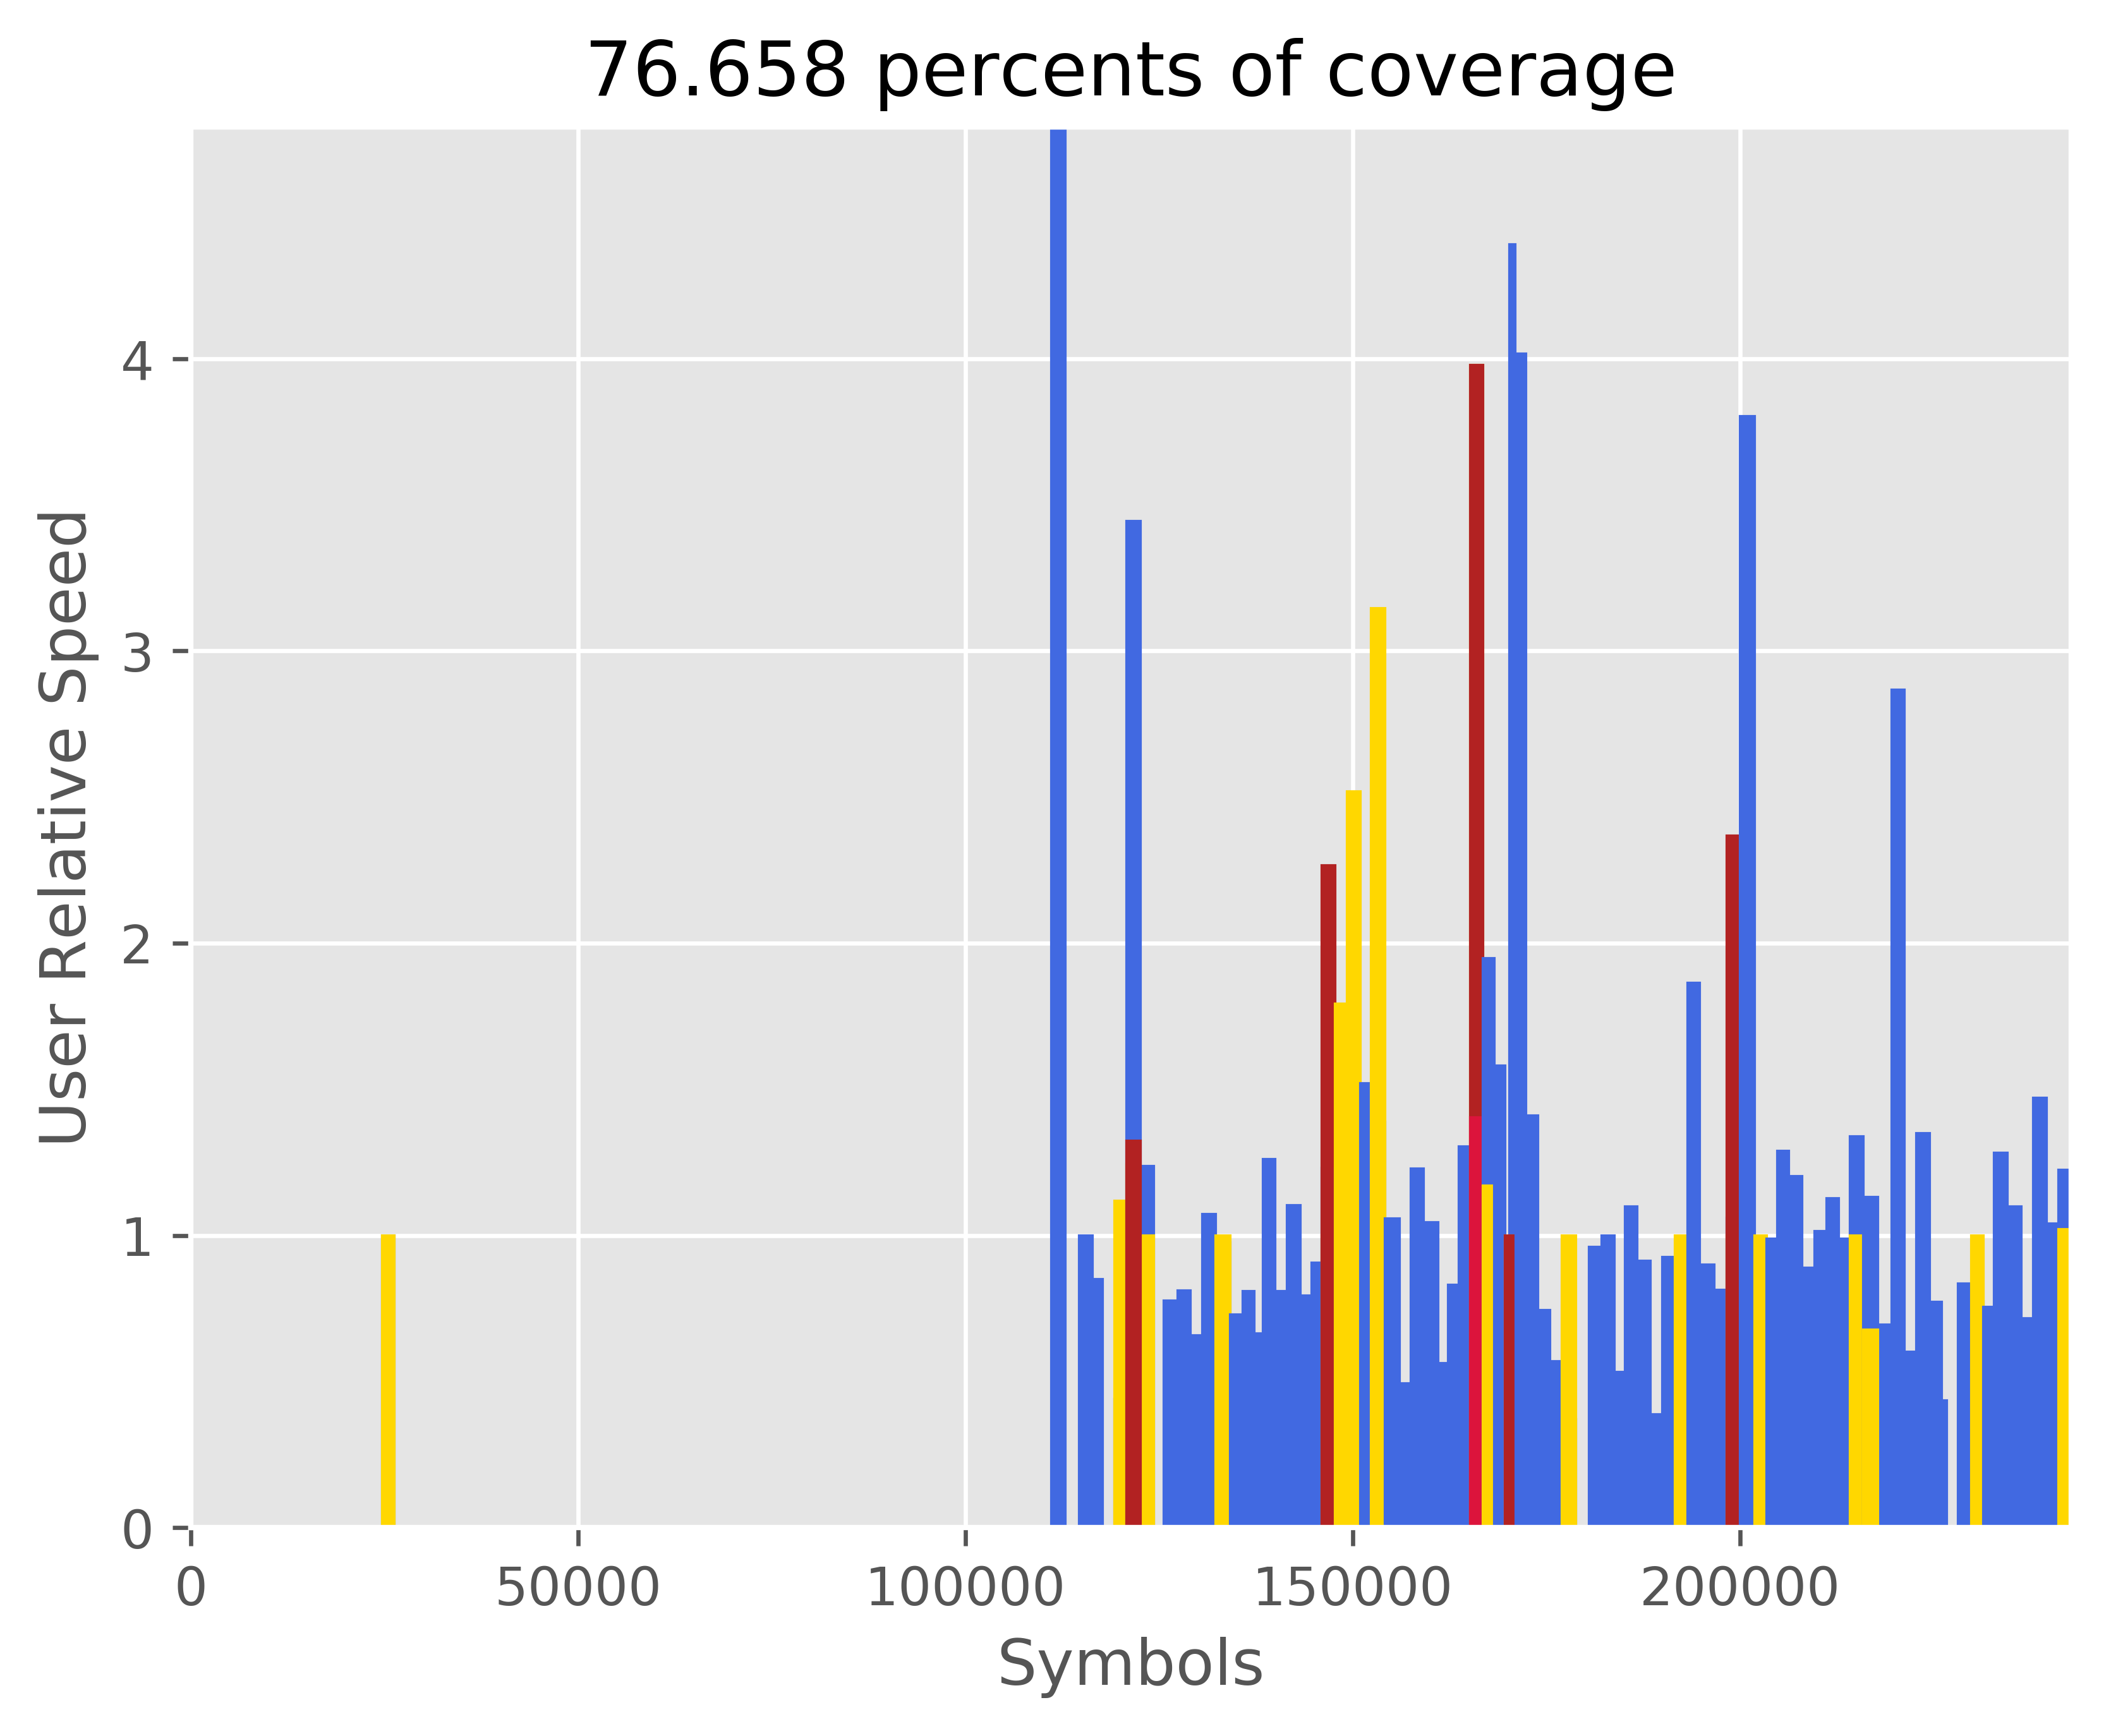 76.658 percents of coverage
User Relative Speed
4
3
2
1
0
0 50000 100000 150000 200000
Symbols